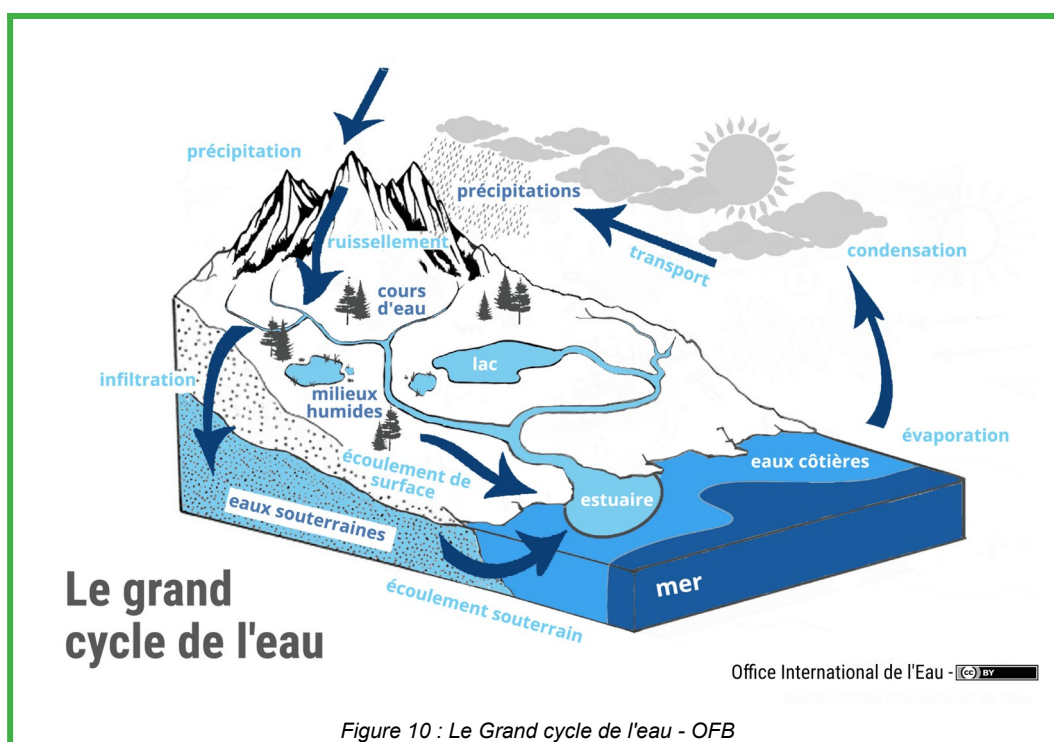 précipitation
précipitations
ruissellement
transport
condensation
cours
d'eau
lac
infiltration
milieux
humides
évaporation
écoulement de
surface
eaux côtières
estuaire
eaux souterraines
mer
écoulement souterrain
Le grand
cycle de l'eau
Office International de l'Eau - cc BY
Figure 10 : Le Grand cycle de l'eau - OFB